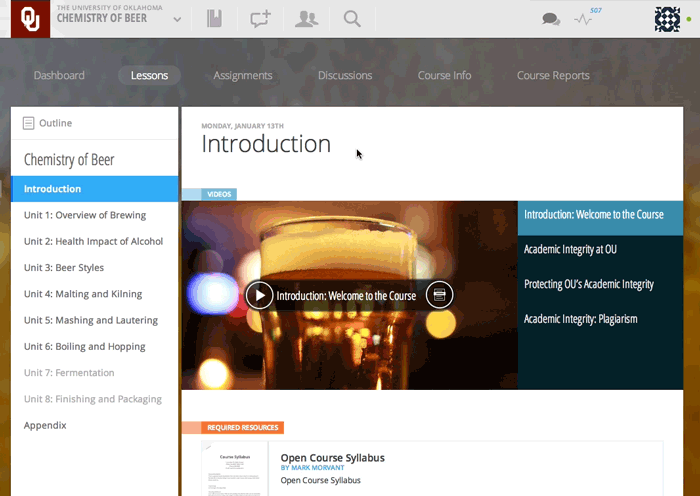 THE UNIVERSITY OF OKLAHOMA
CHEMISTRY OF BEER
507
Dashboard
Lessons
Assignments
Discussions
Course Info
Course Reports
Outline
Chemistry of Beer
Introduction
Unit 1: Overview of Brewing
Unit 2: Health Impact of Alcohol
Unit 3: Beer Styles
Unit 4: Malting and Kilning
Unit 5: Mashing and Lautering
Unit 6: Boiling and Hopping
Unit 7: Fermentation
Unit 8: Finishing and Packaging
Appendix
MONDAY, JANUARY 13TH
Introduction
VIDEOS
Introduction: Welcome to the Course
Introduction: Welcome to the Course
Academic Integrity at OU
Protecting OU's Academic Integrity
Academic Integrity: Plagiarism
REQUIRED RESOURCES
Course Syllabus
Open Course Syllabus
BY MARK MORVANT
Open Course Syllabus